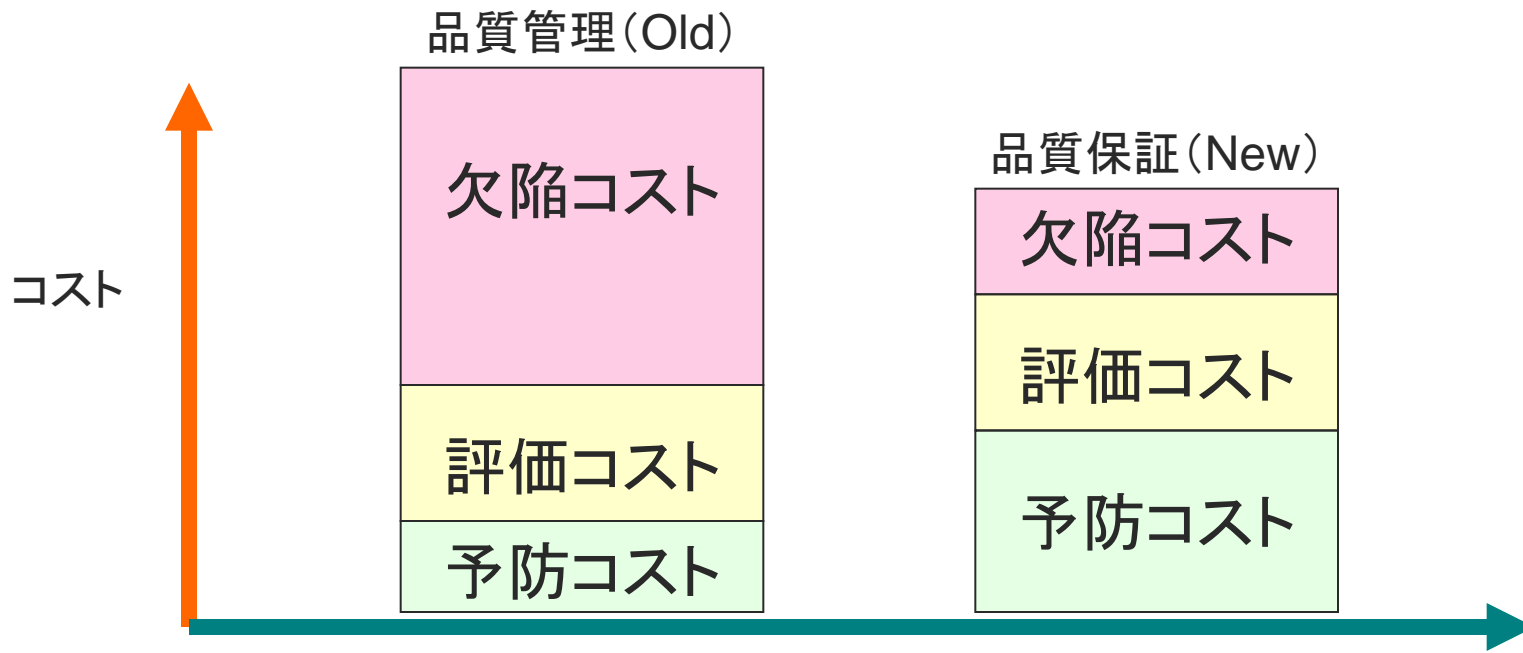 品質管理（Old）
欠陥コスト
評価コスト
予防コスト
品質保証（New）
欠陥コスト
評価コスト
予防コスト
コスト